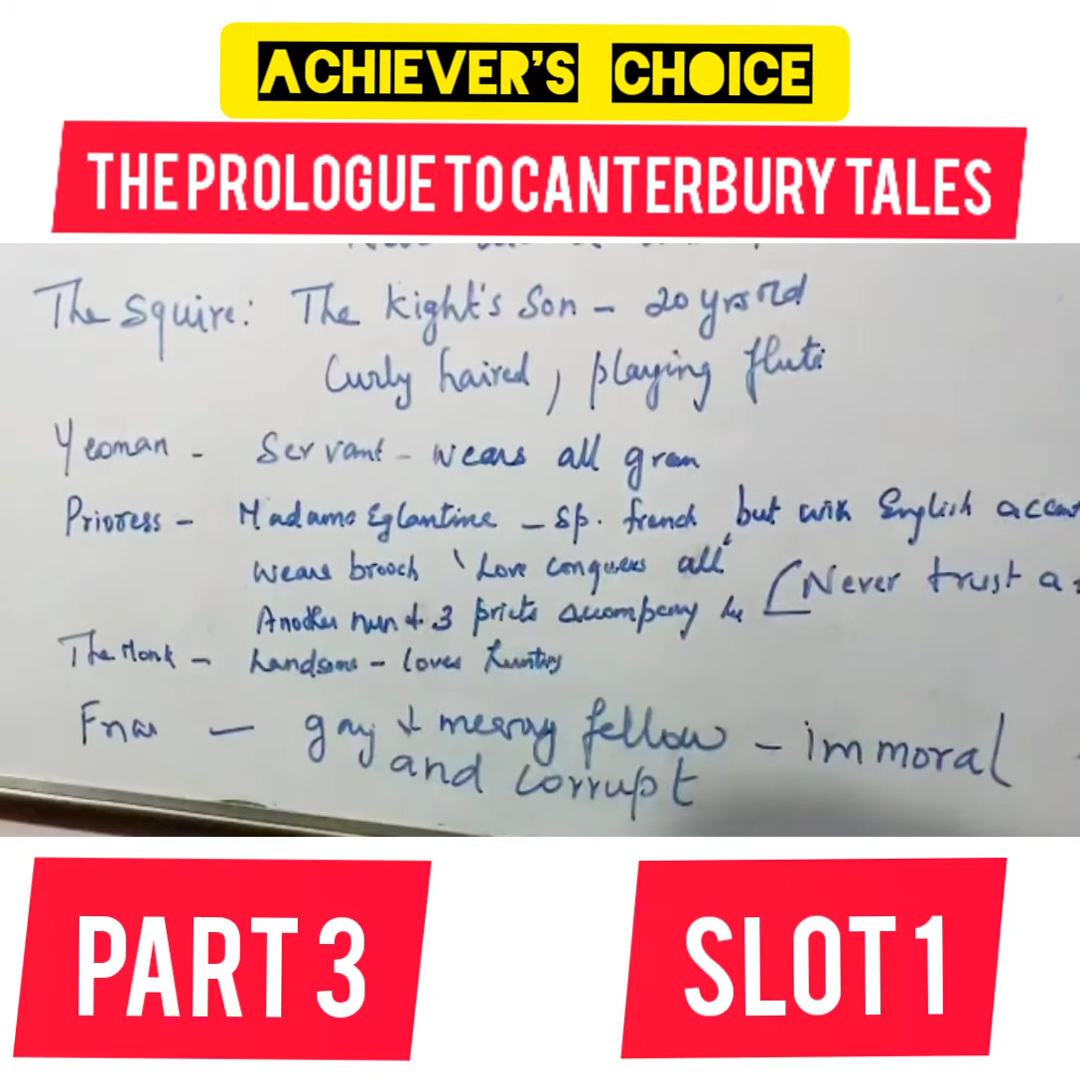 ACHIEVER'S CHOICE
THE PROLOGUE TO CANTERBURY TALES
The Squire: The Kight's Son - 20 yrs old
Curly haired, playing flute
Yeoman - Servant - wears all green
Prioress - Madame Eglantine - Sp. french but with English accent
wears brooch 'Love conquers all'
Another nun & 3 priets accompany her [Never trust a
The Monk - handsome - loves hunting
Friar - gay & merray fellow - immoral
and corrupt
PART 3
SLOT 1